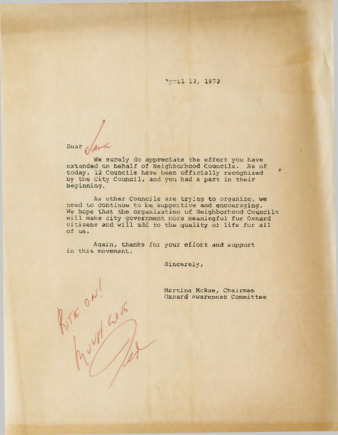 April 13, 1973
Dear
We surely do appreciate the effort you have
extended on behalf of Neighborhood Councils. As of
today, 12 Councils have been officially recognized
by the City Council, and you had a part in their
beginning.
As other Councils are trying to organize, we
need to continue to be supportive and encouraging.
We hope that the organization of Neighborhood Councils
will make city government more meaningful for Oxnard
citizens and will add to the quality of life for all
of us.
Again, thanks for your effort and support
in this movement.
Sincerely,
Martina McRae, Chairman
Oxnard Awareness Committee
RITE ON!